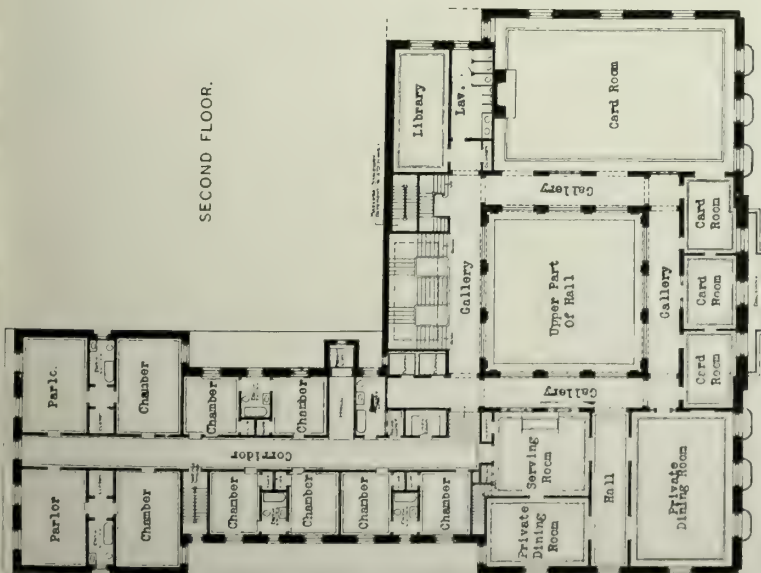 SECOND FLOOR.
Library
Lav.
Card Room
Gallery
Gallery
Upper Part
Of Hall
Gallery
Gallery
Card
Room
Card
Room
Card
Room
Parlc.
Chamber
Chamber
Chamber
Corridor
Parlor
Chamber
Chamber
Chamber
Chamber
Chamber
Serving
Room
Private
Dining
Room
Hall
Private
Dining Room